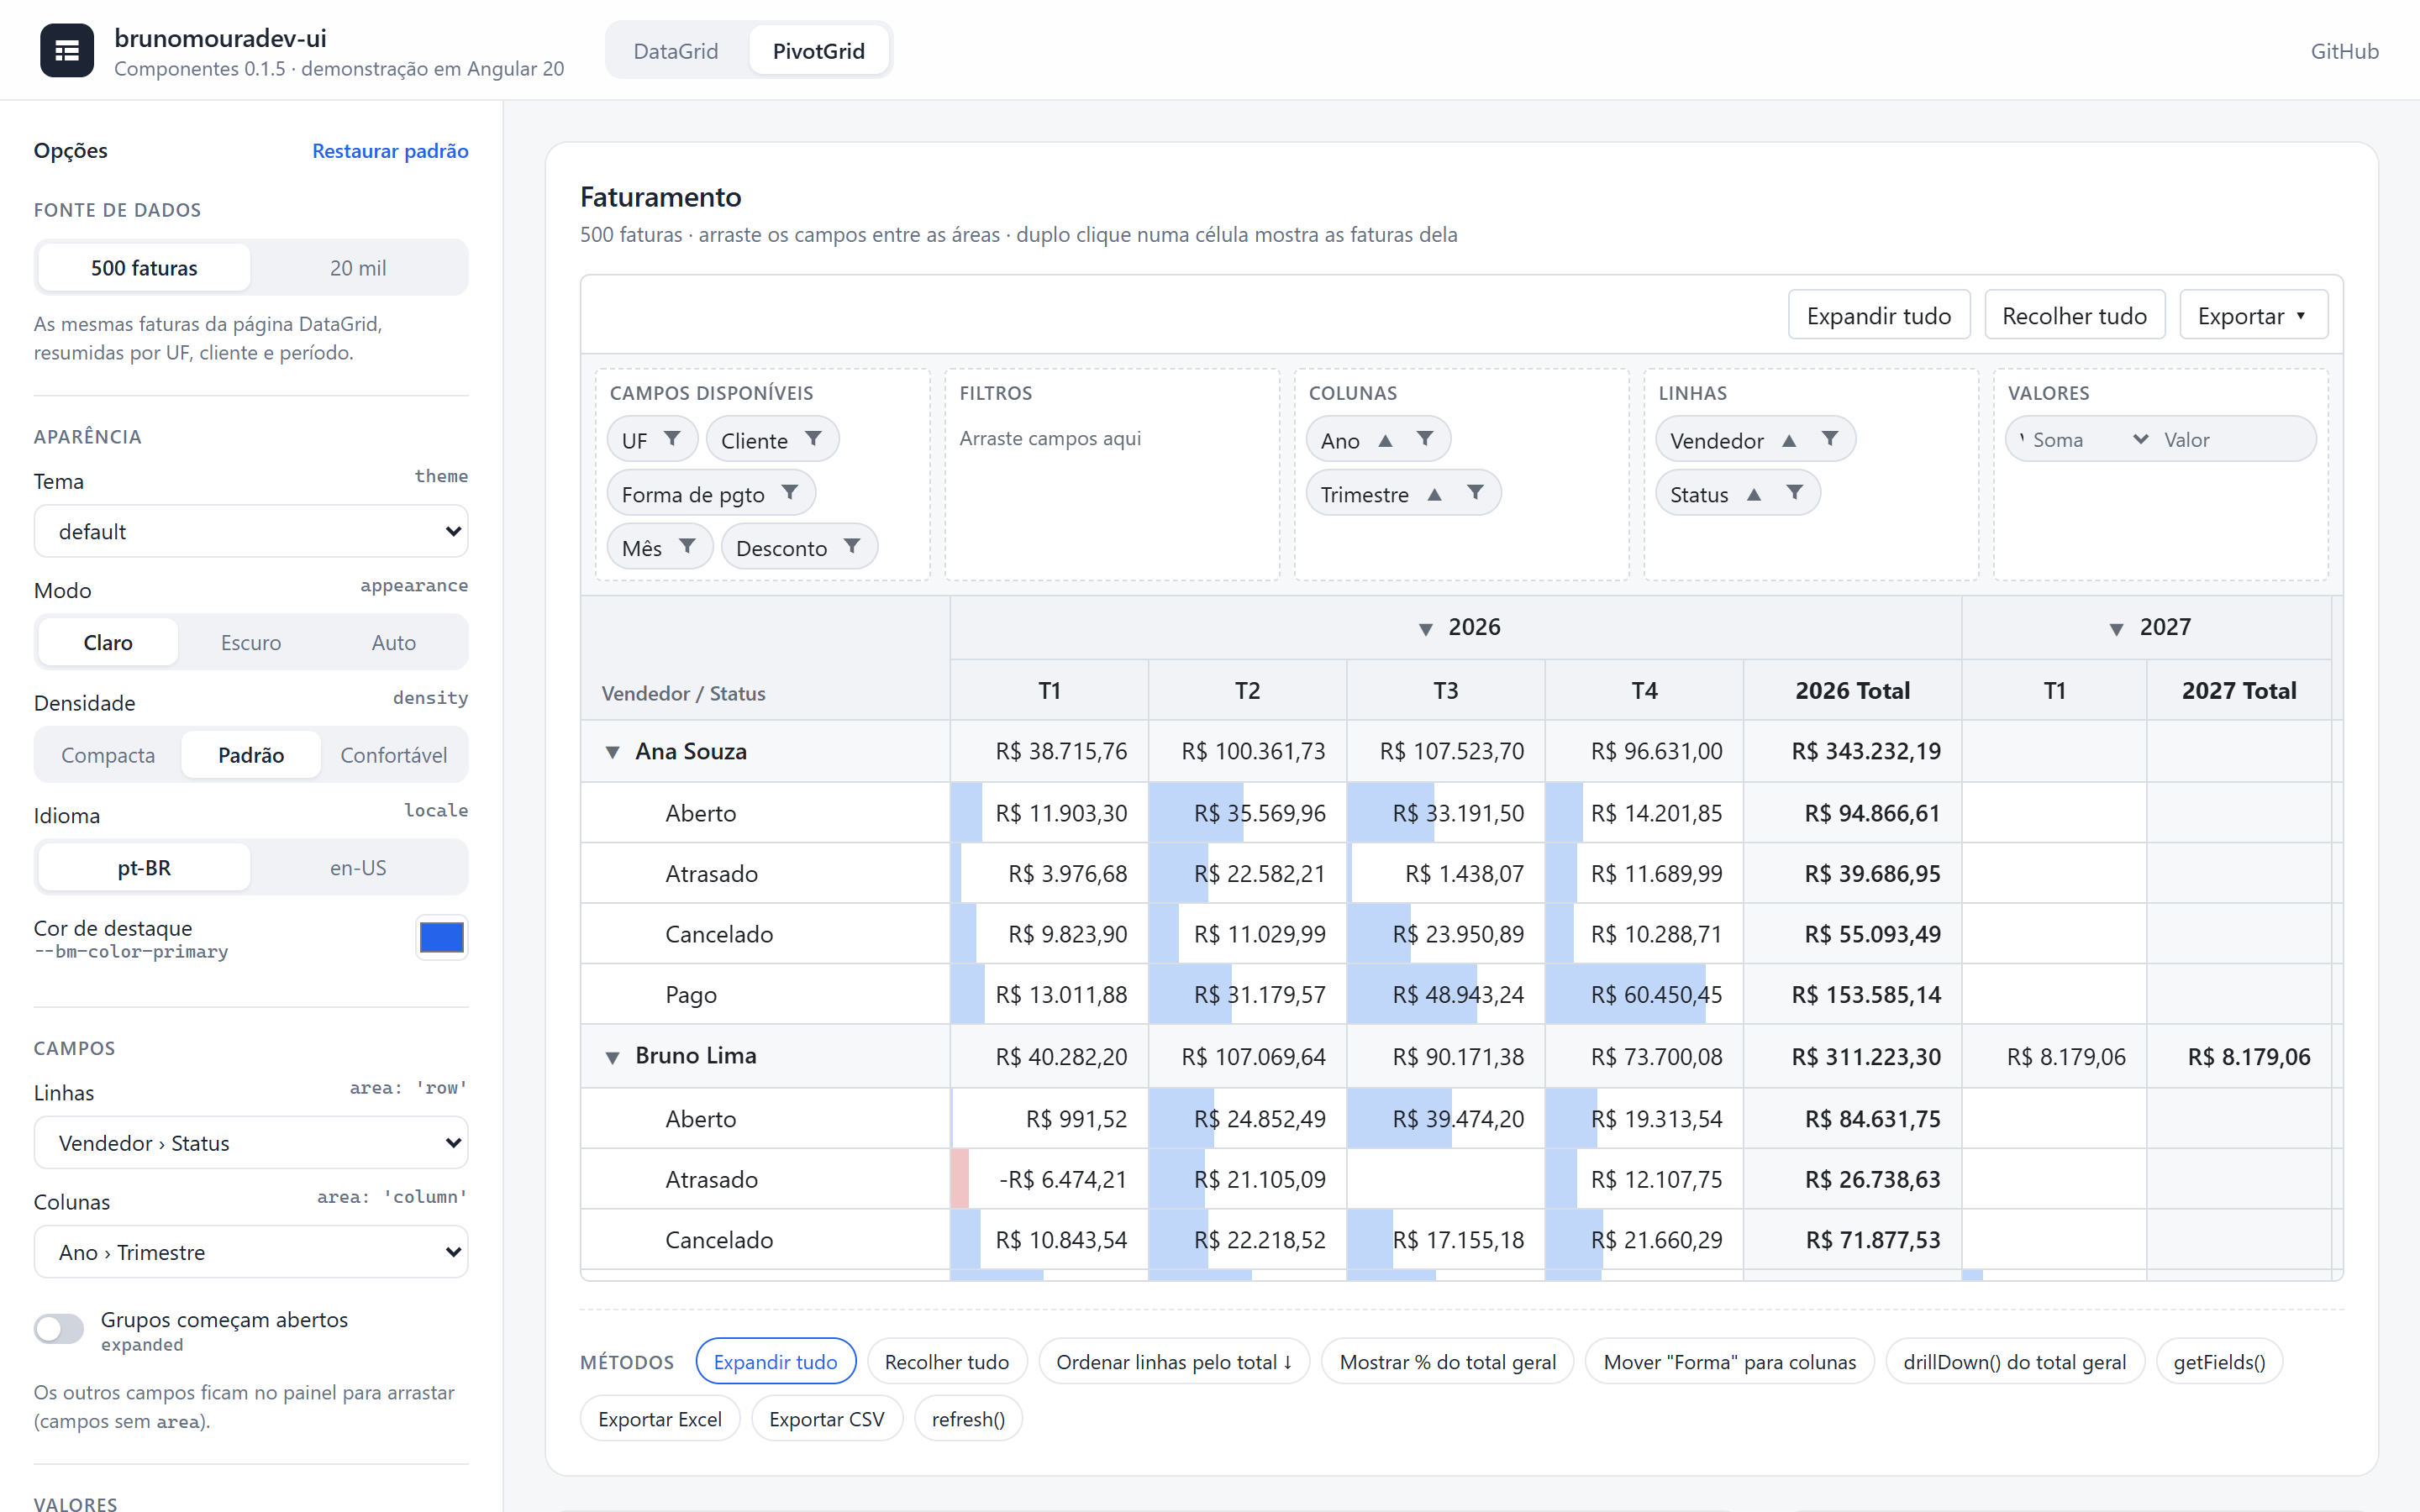 brunomouradev-ui
Componentes 0.1.5 · demonstração em Angular 20
DataGrid
PivotGrid
GitHub
Opções
Restaurar padrão
FONTE DE DADOS
500 faturas
20 mil
As mesmas faturas da página DataGrid,
resumidas por UF, cliente e período.
APARÊNCIA
Tema
theme
default
Modo
appearance
Claro
Escuro
Auto
Densidade
density
Compacta
Padrão
Confortável
Idioma
locale
pt-BR
en-US
Cor de destaque
--bm-color-primary
CAMPOS
Linhas
area: 'row'
Vendedor › Status
Colunas
area: 'column'
Ano › Trimestre
Grupos começam abertos
expanded
Os outros campos ficam no painel para arrastar
(campos sem area).
VALORES
Faturamento
500 faturas · arraste os campos entre as áreas · duplo clique numa célula mostra as faturas dela
Expandir tudo
Recolher tudo
Exportar ▾
CAMPOS DISPONÍVEIS
UF
Cliente
Forma de pgto
Mês
Desconto
FILTROS
Arraste campos aqui
COLUNAS
Ano ▲
Trimestre ▲
LINHAS
Vendedor ▲
Status ▲
VALORES
Soma
Valor
▼ 2026
▼ 2027
Vendedor / Status
T1
T2
T3
T4
2026 Total
T1
2027 Total
▼ Ana Souza R$ 38.715,76 R$ 100.361,73 R$ 107.523,70 R$ 96.631,00 R$ 343.232,19
Aberto R$ 11.903,30 R$ 35.569,96 R$ 33.191,50 R$ 14.201,85 R$ 94.866,61
Atrasado R$ 3.976,68 R$ 22.582,21 R$ 1.438,07 R$ 11.689,99 R$ 39.686,95
Cancelado R$ 9.823,90 R$ 11.029,99 R$ 23.950,89 R$ 10.288,71 R$ 55.093,49
Pago R$ 13.011,88 R$ 31.179,57 R$ 48.943,24 R$ 60.450,45 R$ 153.585,14
▼ Bruno Lima R$ 40.282,20 R$ 107.069,64 R$ 90.171,38 R$ 73.700,08 R$ 311.223,30 R$ 8.179,06 R$ 8.179,06
Aberto R$ 991,52 R$ 24.852,49 R$ 39.474,20 R$ 19.313,54 R$ 84.631,75
Atrasado -R$ 6.474,21 R$ 21.105,09 R$ 12.107,75 R$ 26.738,63
Cancelado R$ 10.843,54 R$ 22.218,52 R$ 17.155,18 R$ 21.660,29 R$ 71.877,53
MÉTODOS
Expandir tudo
Recolher tudo
Ordenar linhas pelo total ↓
Mostrar % do total geral
Mover "Forma" para colunas
drillDown() do total geral
getFields()
Exportar Excel
Exportar CSV
refresh()